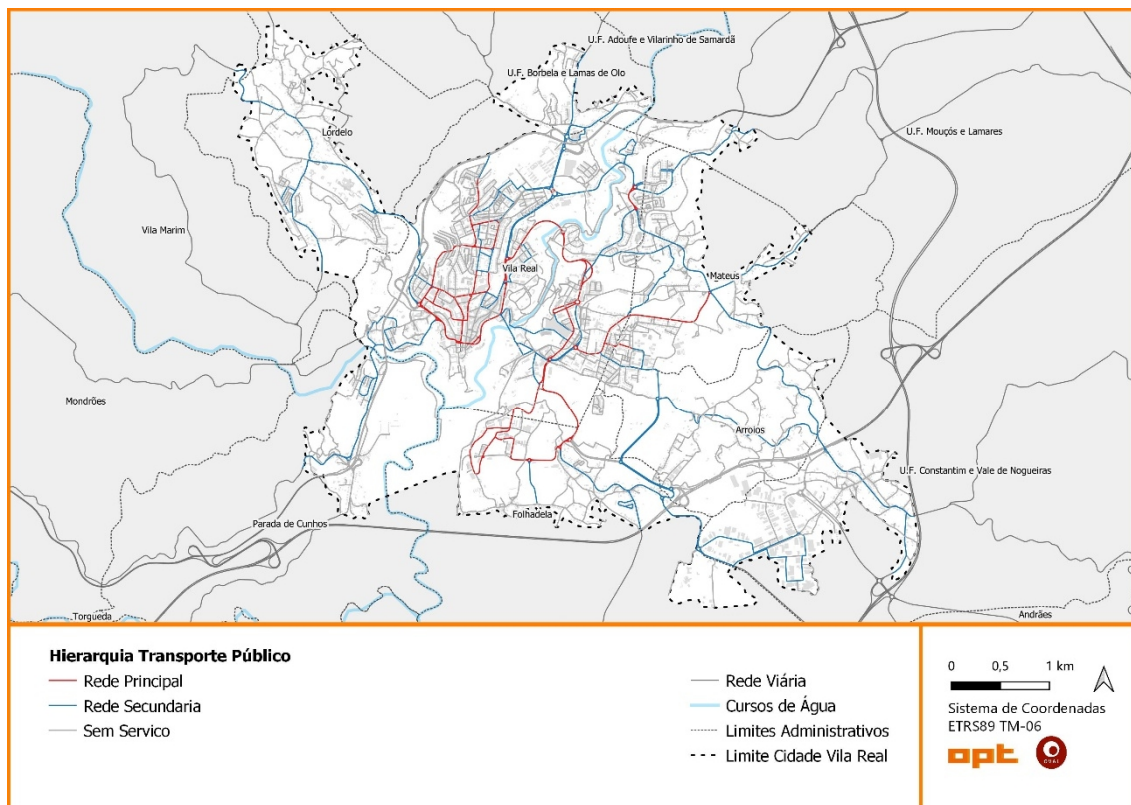 U.F. Adoufe e Vilarinho de Samardã
U.F. Borbela e Lamas de Olo
Lordelo
U.F. Mouçós e Lamares
Vila Marim
Vila Real
Mateus
Mondrões
Arroios
U.F. Constantim e Vale de Nogueiras
Parada de Cunhos
Folhadela
Torgueda
Andrães
Hierarquia Transporte Público
Rede Principal
Rede Secundaria
Sem Servico
Rede Viária
Cursos de Água
Limites Administrativos
Limite Cidade Vila Real
0 0,5 1 km
Sistema de Coordenadas
ETRS89 TM-06
opt